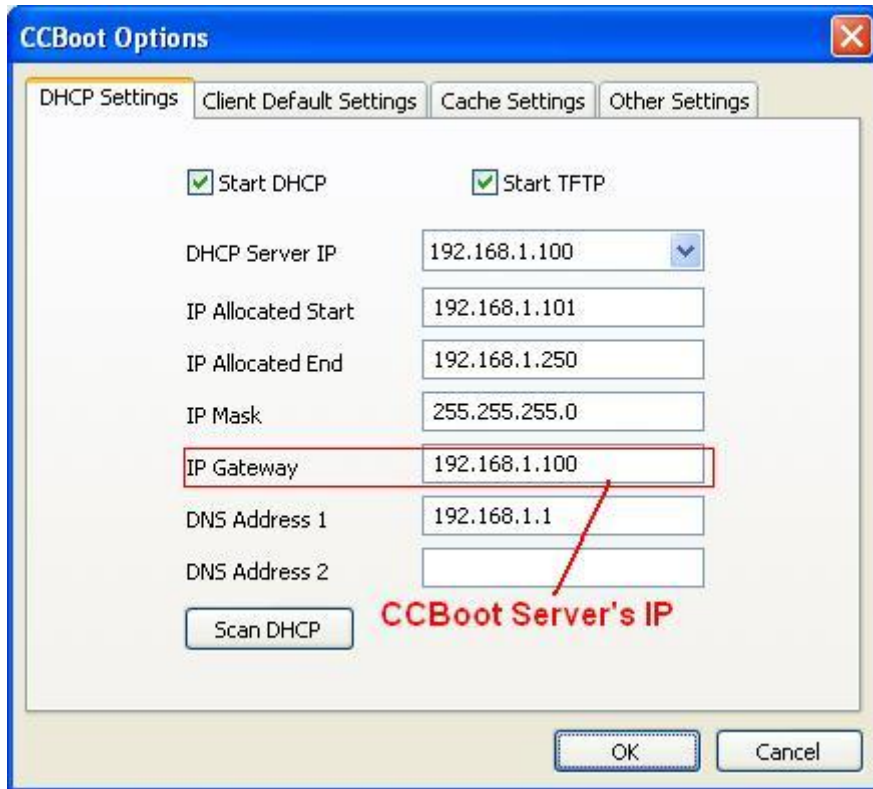 CCBoot Options
DHCP Settings Client Default Settings Cache Settings Other Settings
Start DHCP Start TFTP
DHCP Server IP 192.168.1.100
IP Allocated Start 192.168.1.101
IP Allocated End 192.168.1.250
IP Mask 255.255.255.0
IP Gateway 192.168.1.100
DNS Address 1 192.168.1.1
DNS Address 2
CCBoot Server's IP
Scan DHCP
OK Cancel